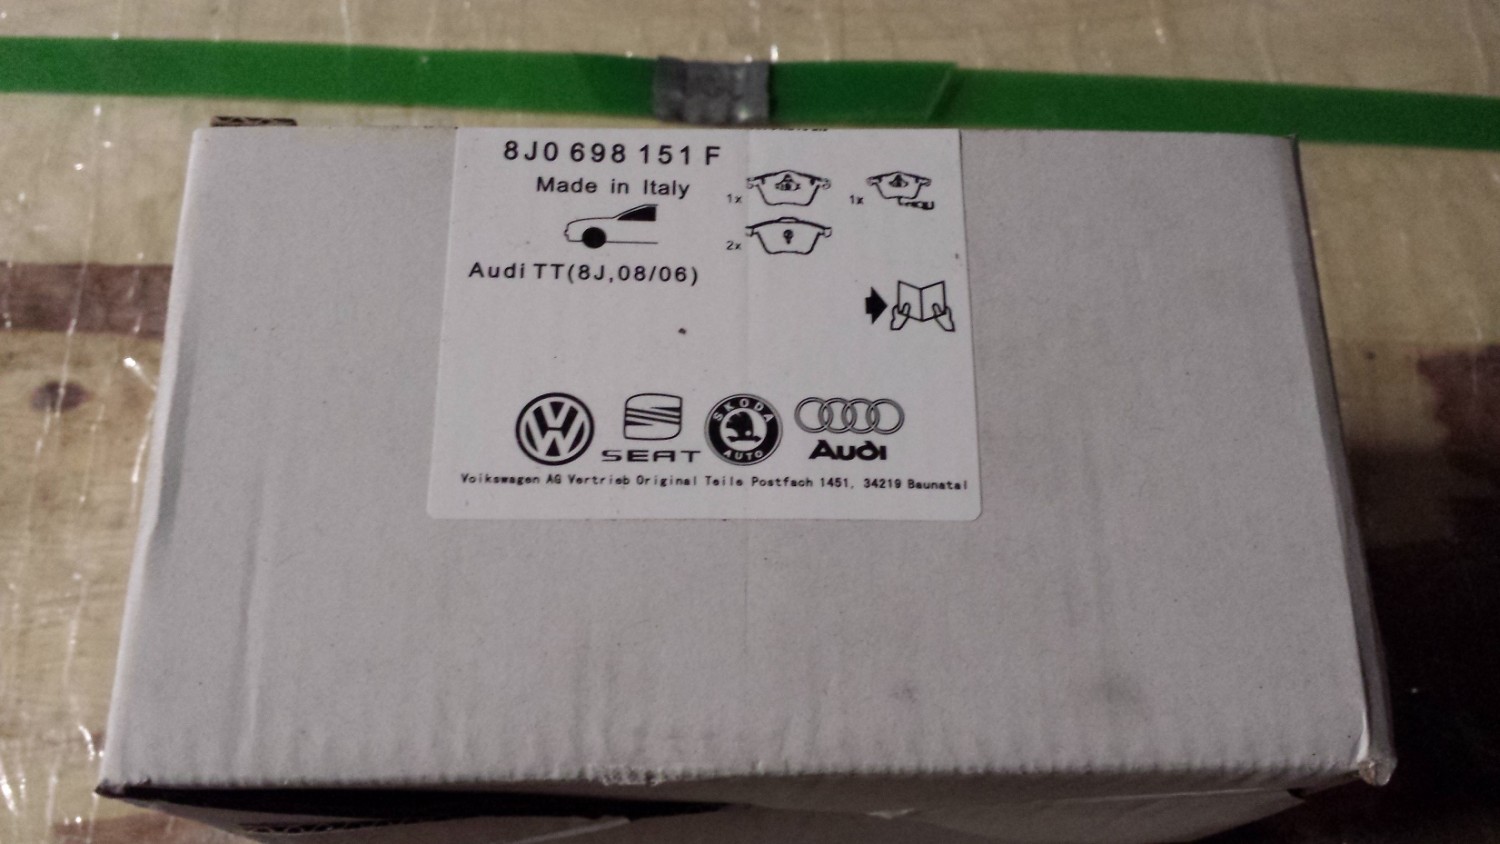 8J0 698 151 F
Made in Italy
1x
1x
2x
Audi TT(8J,08/06)
SEAT
SKODA
AUTO
Audi
Volkswagen AG Vertrieb Original Teile Postfach 1451, 34219 Baunatal